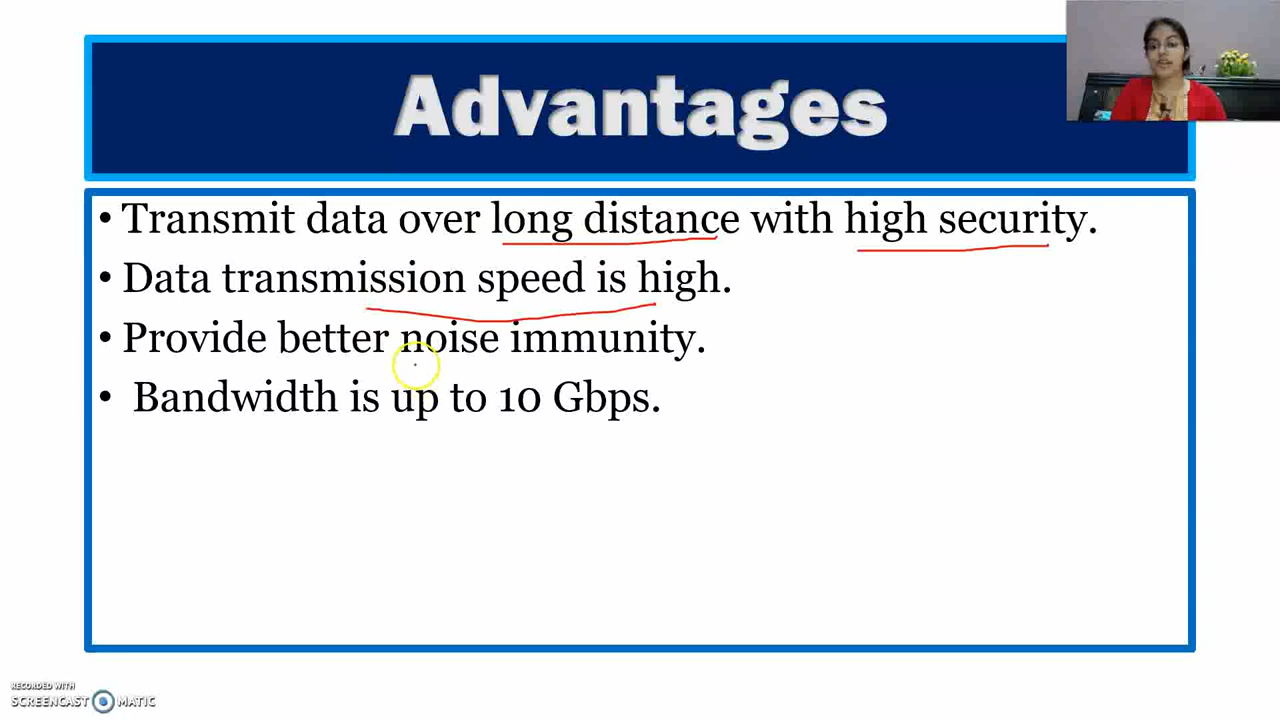 Advantages
• Transmit data over long distance with high security.
• Data transmission speed is high.
• Provide better noise immunity.
• Bandwidth is up to 10 Gbps.
RECORDED WITH
SCREENCAST MATIC